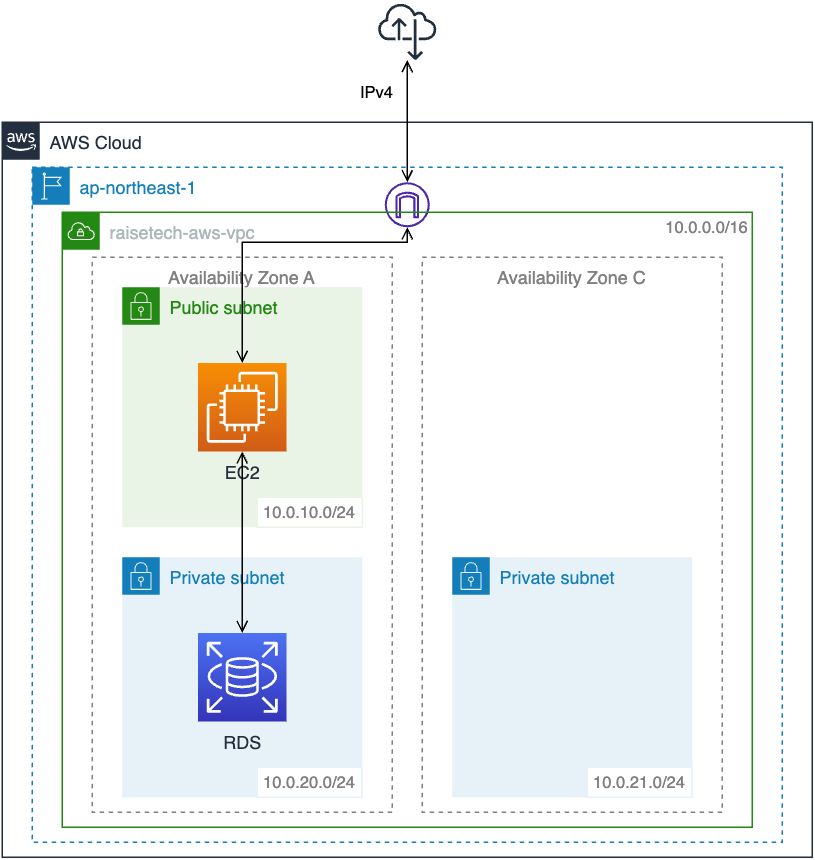 IPv4
aws
AWS Cloud
ap-northeast-1
raisetech-aws-vpc
10.0.0.0/16
Availability Zone A
Availability Zone C
Public subnet
EC2
10.0.10.0/24
Private subnet
Private subnet
RDS
10.0.20.0/24
10.0.21.0/24